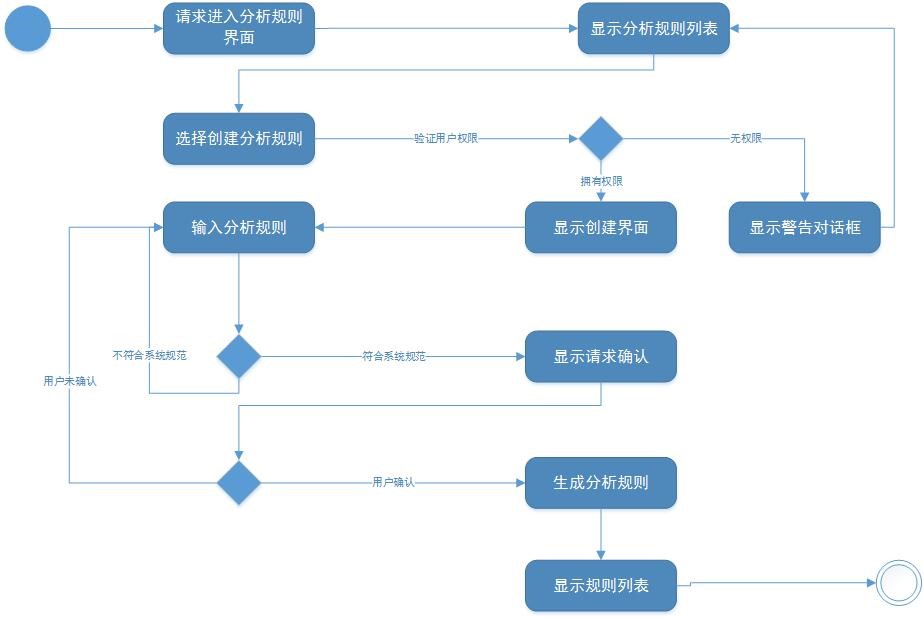 请求进入分析规则
界面
显示分析规则列表
选择创建分析规则
验证用户权限
无权限
拥有权限
输入分析规则
显示创建界面
显示警告对话框
不符合系统规范
符合系统规范
显示请求确认
用户未确认
用户确认
生成分析规则
显示规则列表